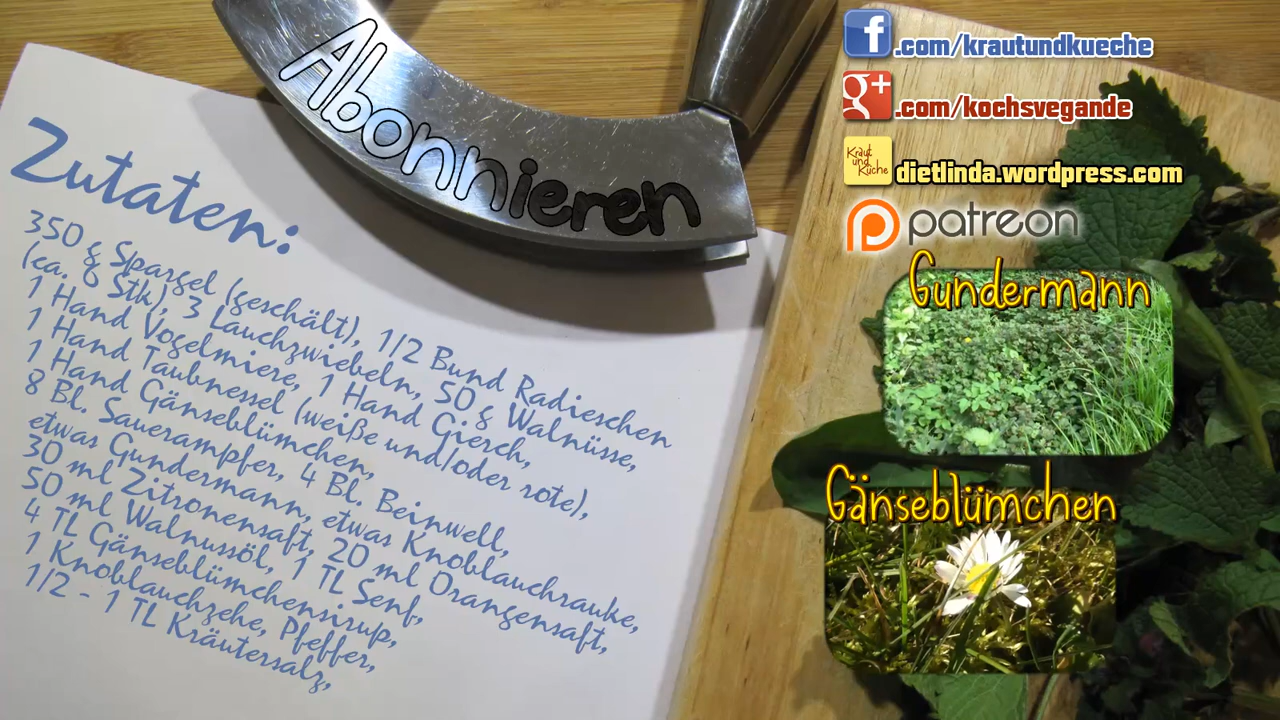 Abonnieren
Zutaten:
350 g Spargel (geschält), 1/2 Bund Radieschen
(ca. 8 Stk), 3 Lauchzwiebeln, 50 g Walnüsse,
1 Hand Vogelmiere, 1 Hand Giersch,
1 Hand Taubnessel (weiße und/oder rote),
1 Hand Gänseblümchen,
8 Bl. Sauerampfer, 4 Bl. Beinwell,
etwas Gundermann, etwas Knoblauchrauke,
30 ml Zitronensaft, 20 ml Orangensaft,
50 ml Walnussöl, 1 TL Senf,
4 TL Gänseblümchensirup,
1 Knoblauchzehe, Pfeffer,
1/2 - 1 TL Kräutersalz,
f .com/krautundkueche
g+ .com/kochsvegande
Kraut
und
Küche
dietlinda.wordpress.com
patreon
Gundermann
Gänseblümchen